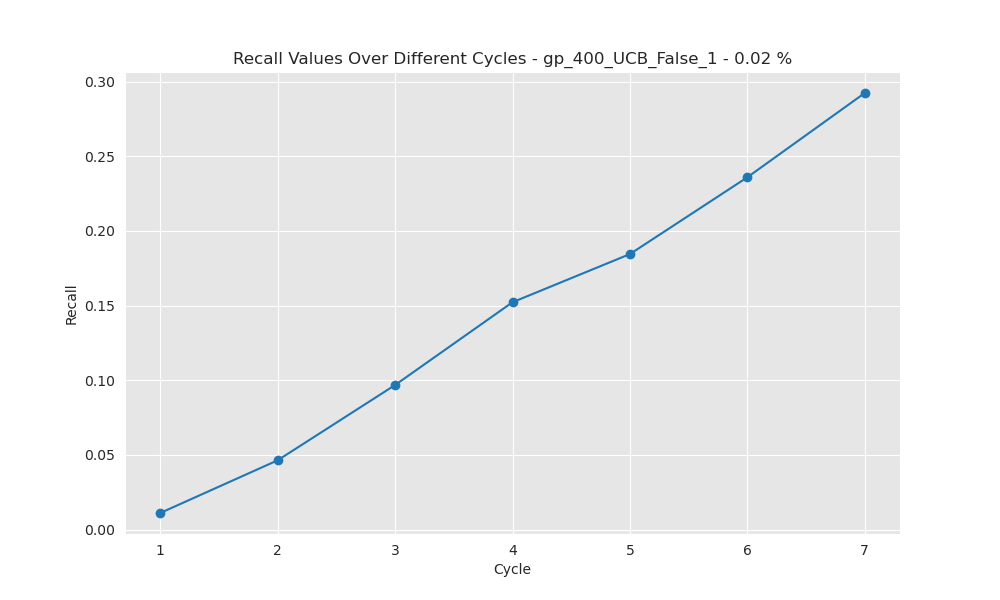 Recall Values Over Different Cycles - gp_400_UCB_False_1 - 0.02 %
0.30
0.25
0.20
0.15
0.10
0.05
0.00
Recall
1 2 3 4 5 6 7
Cycle